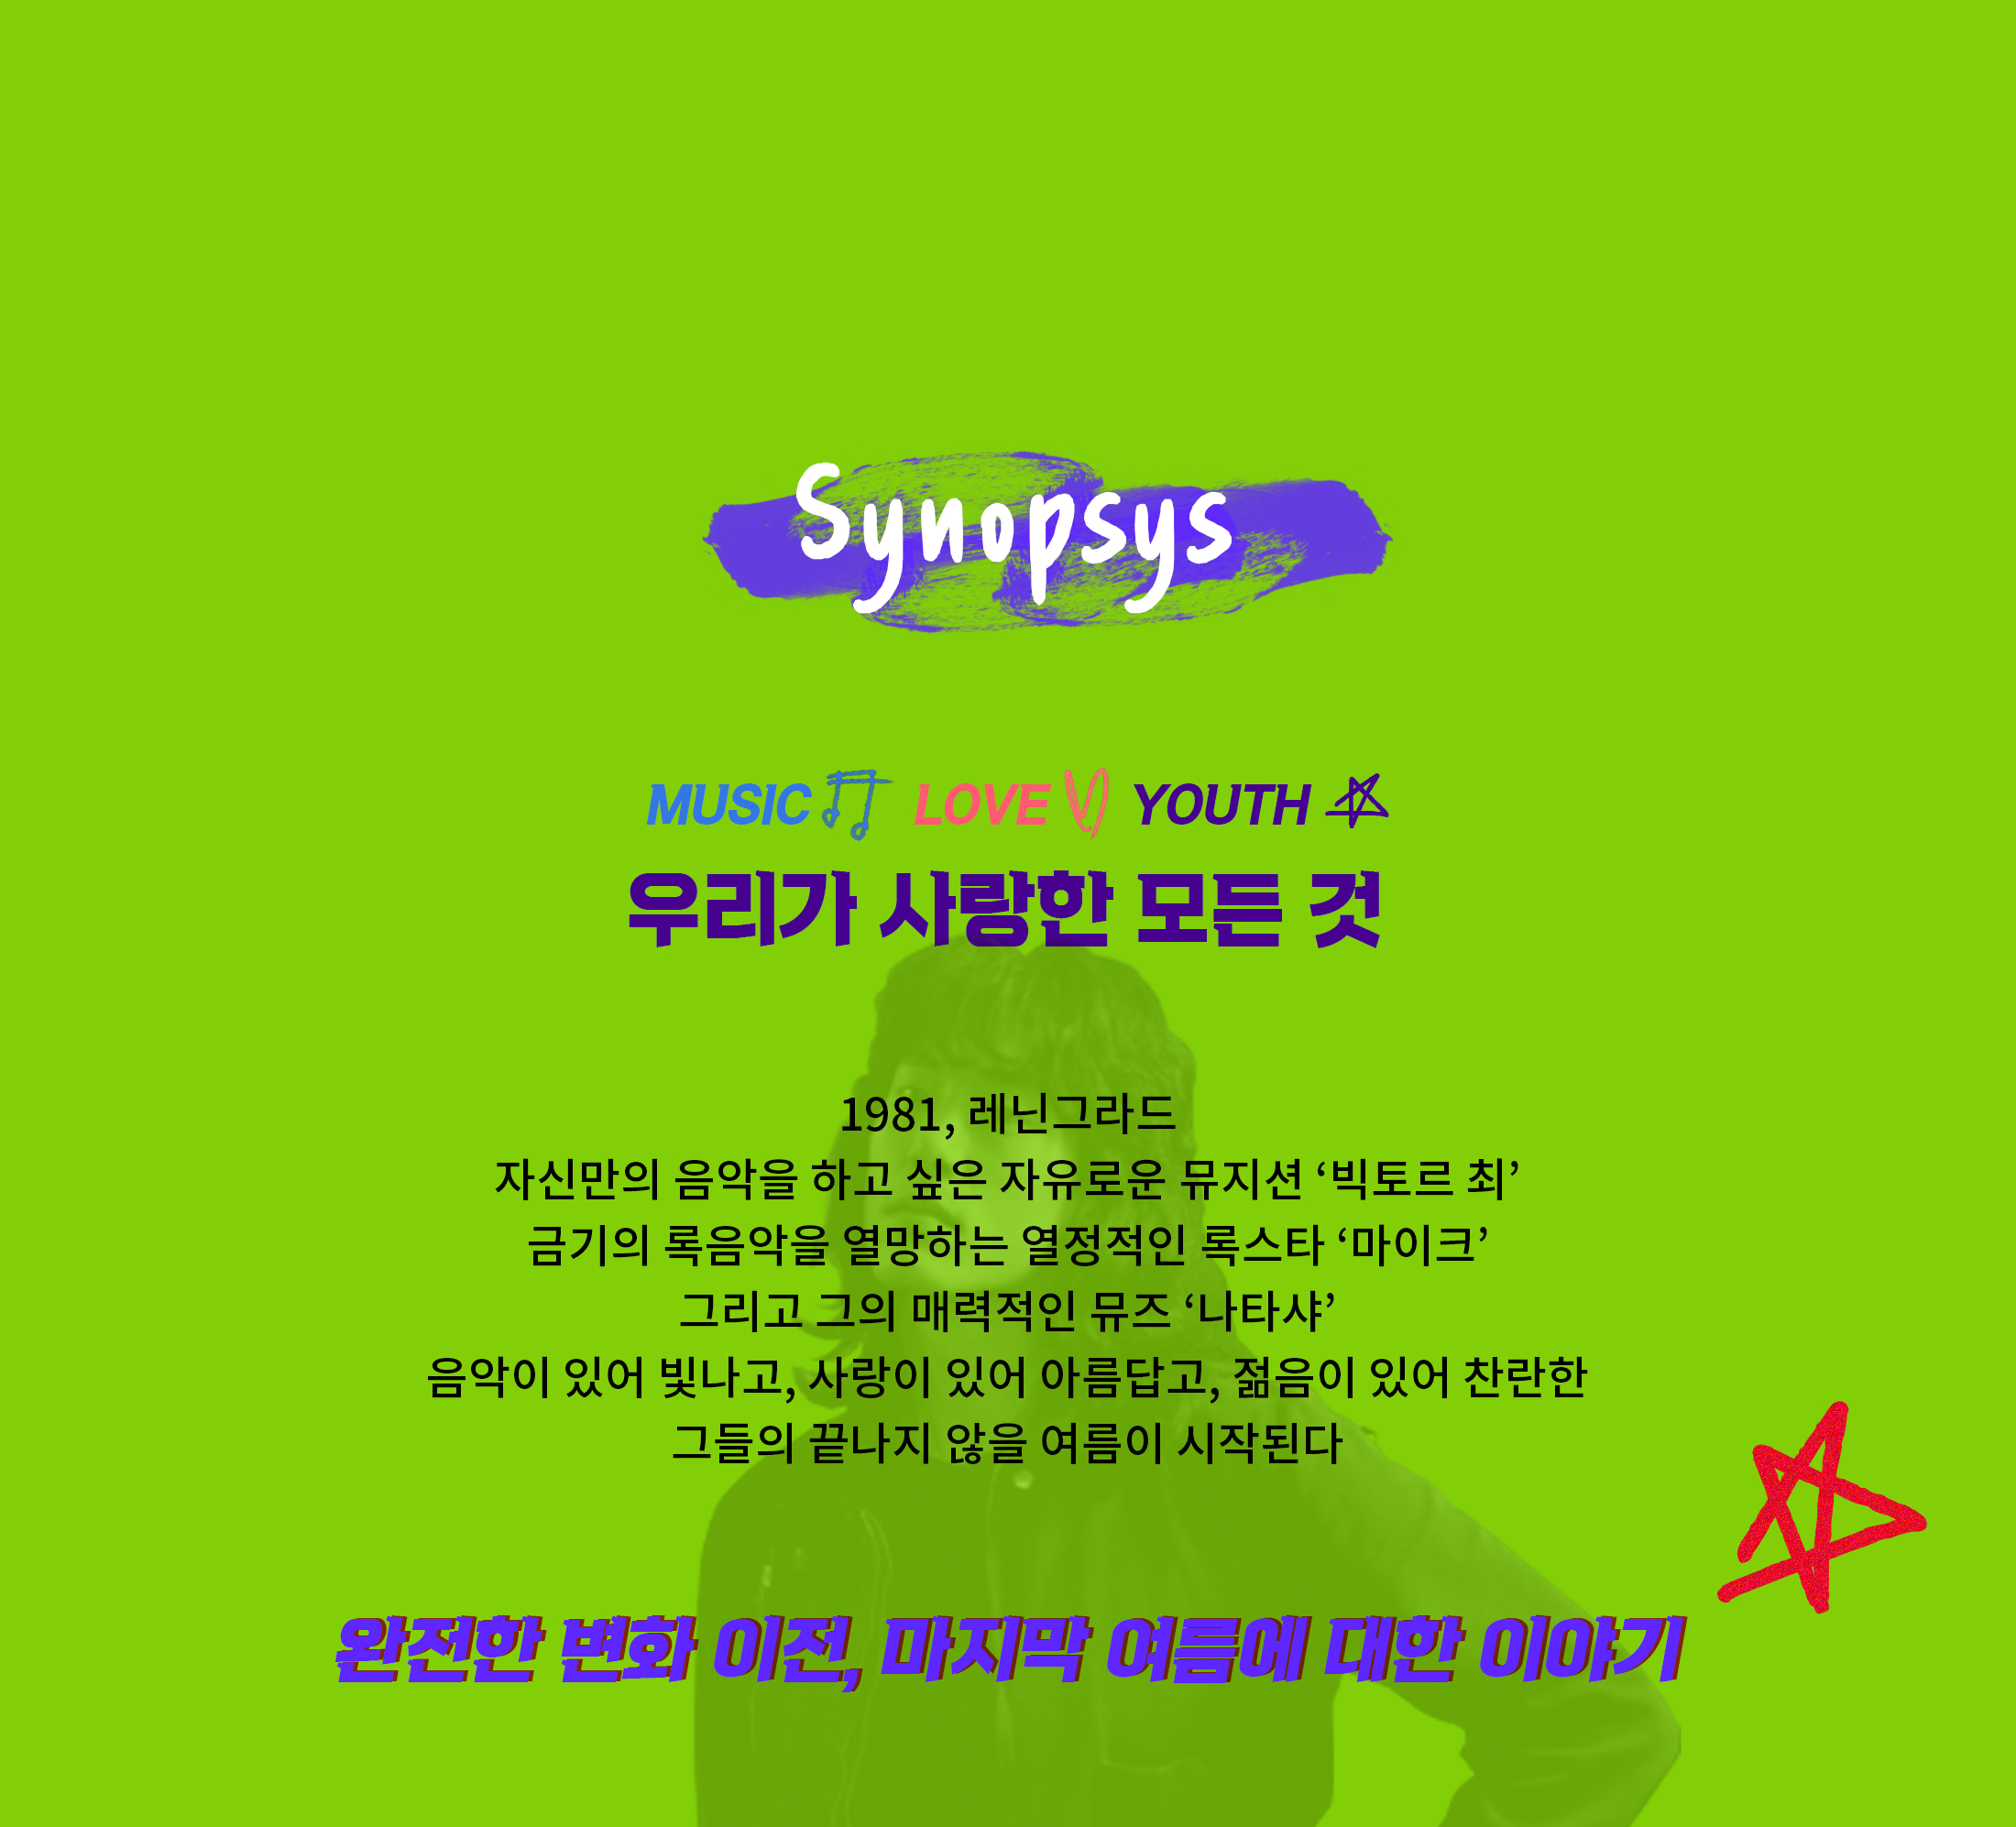 Synopsys
MUSIC LOVE YOUTH
우리가 사랑한 모든 것
1981, 레닌그라드
자신만의 음악을 하고 싶은 자유로운 뮤지션 ‘빅토르 최’
금기의 록음악을 열망하는 열정적인 록스타 ‘마이크’
그리고 그의 매력적인 뮤즈 ‘나타샤’
음악이 있어 빛나고, 사랑이 있어 아름답고, 젊음이 있어 찬란한
그들의 끝나지 않을 여름이 시작된다
완전한 변화 이전, 마지막 여름에 대한 이야기